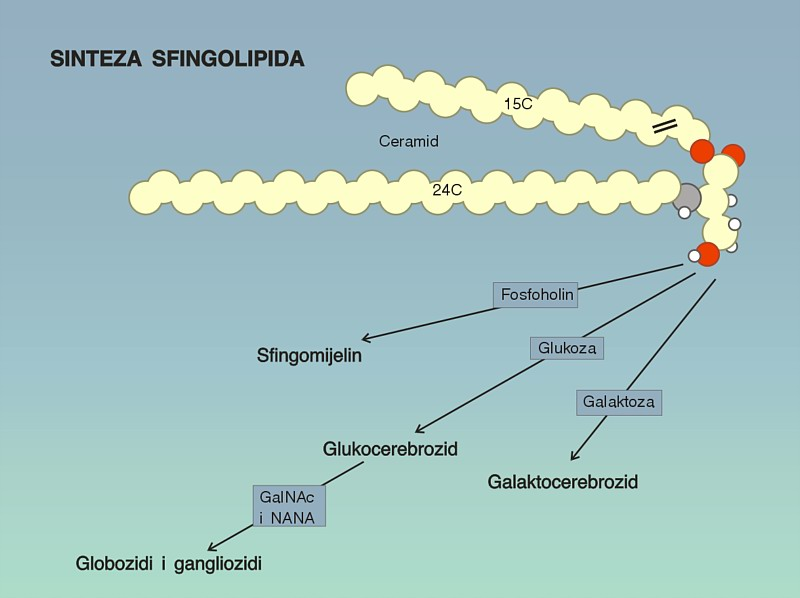 SINTEZA SFINGOLIPIDA
15C
Ceramid
24C
Fosfoholin
Glukoza
Sfingomijelin
Galaktoza
Glukocerebrozid
Galaktocerebrozid
GalNAc
i NANA
Globozidi i gangliozidi